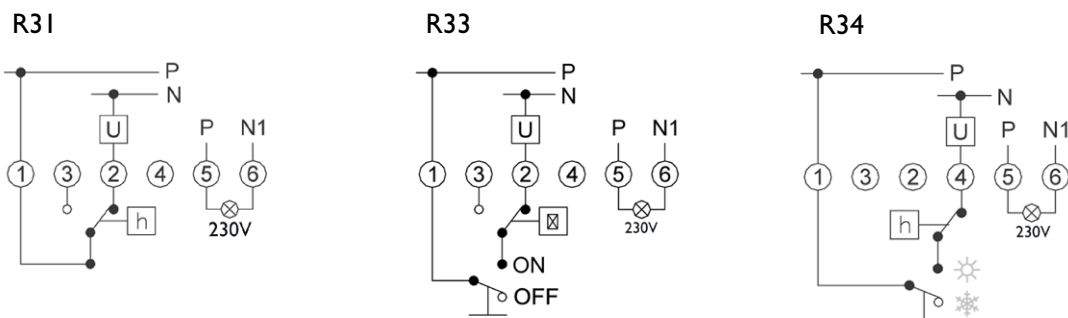 R31 R33 R34
P P P
N N N
U U U
P N1 P N1 P N1
1 3 2 4 5 6 1 3 2 4 5 6 1 3 2 4 5 6
h 230V 230V h 230V
ON
OFF